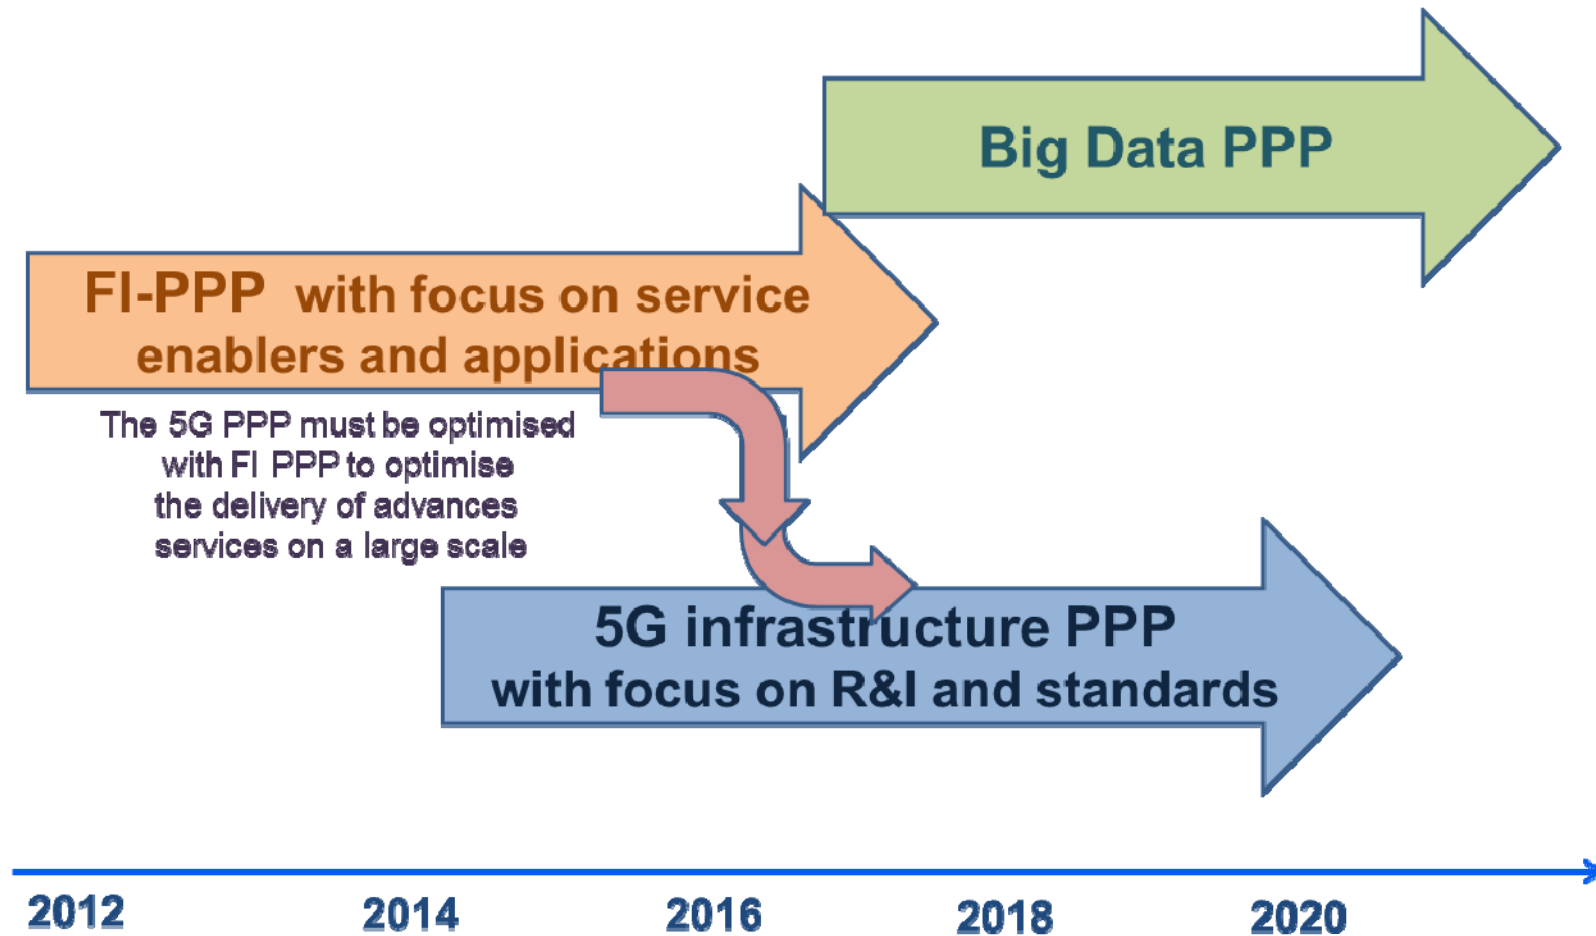 Big Data PPP
FI-PPP with focus on service
enablers and applications
The 5G PPP must be optimised
with FI PPP to optimise
the delivery of advances
services on a large scale
5G infrastructure PPP
with focus on R&I and standards
2012 2014 2016 2018 2020